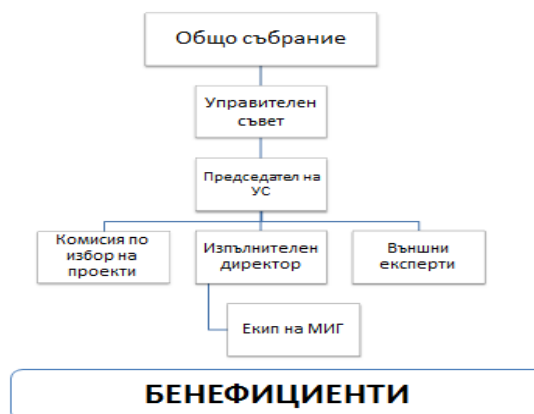 Общо събрание
Управителен
съвет
Председател на
УС
Комисия по
избор на
проекти
Изпълнителен
директор
Външни
експерти
Екип на МИГ
БЕНЕФИЦИЕНТИ